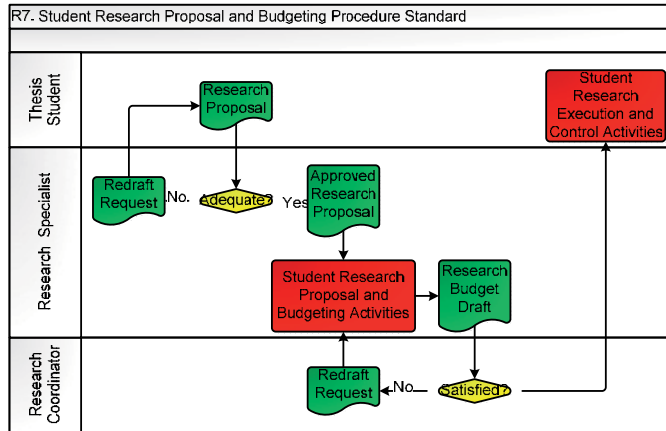 R7. Student Research Proposal and Budgeting Procedure Standard
Thesis
Student
Research
Proposal
Student
Research
Execution and
Control Activities
Research Specialist
Redraft
Request
No.
Adequate?
Yes
Approved
Research
Proposal
Student Research
Proposal and
Budgeting Activities
Research
Budget
Draft
Research
Coordinator
Redraft
Request
No
Satisfied?